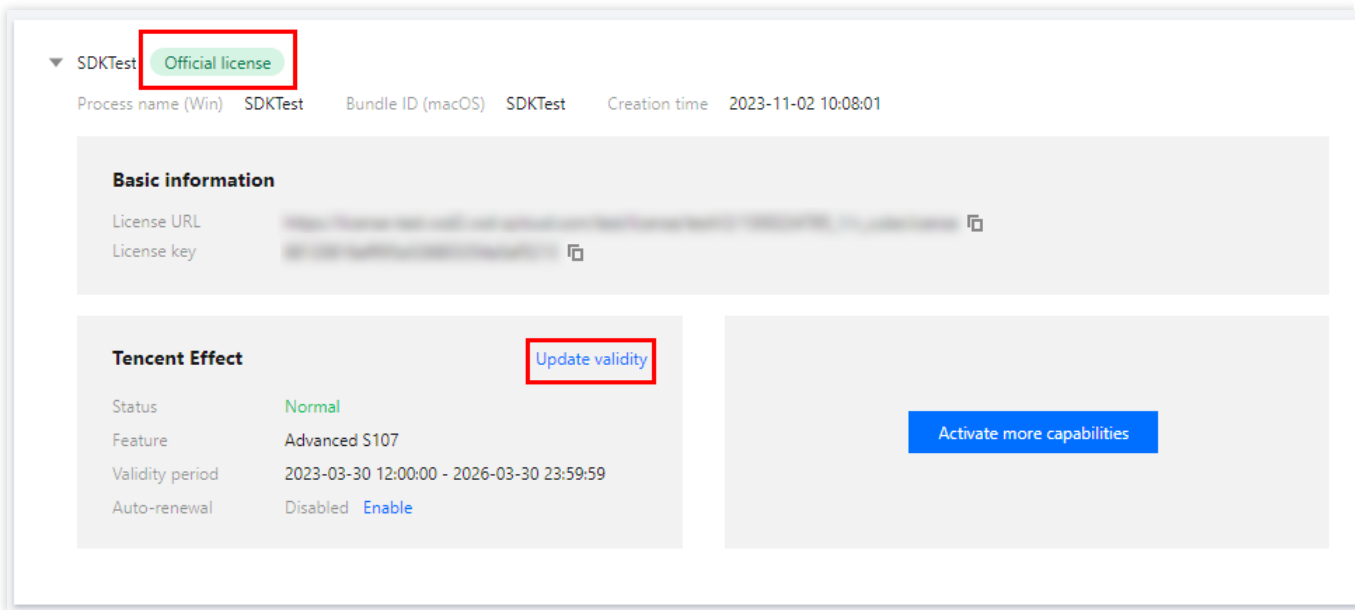 SDKTest Official license
Process name (Win) SDKTest Bundle ID (macOS) SDKTest Creation time 2023-11-02 10:08:01
Basic information
License URL
License key
Tencent Effect Update validity
Status Normal
Feature Advanced S107
Validity period 2023-03-30 12:00:00 - 2026-03-30 23:59:59
Auto-renewal Disabled Enable
Activate more capabilities